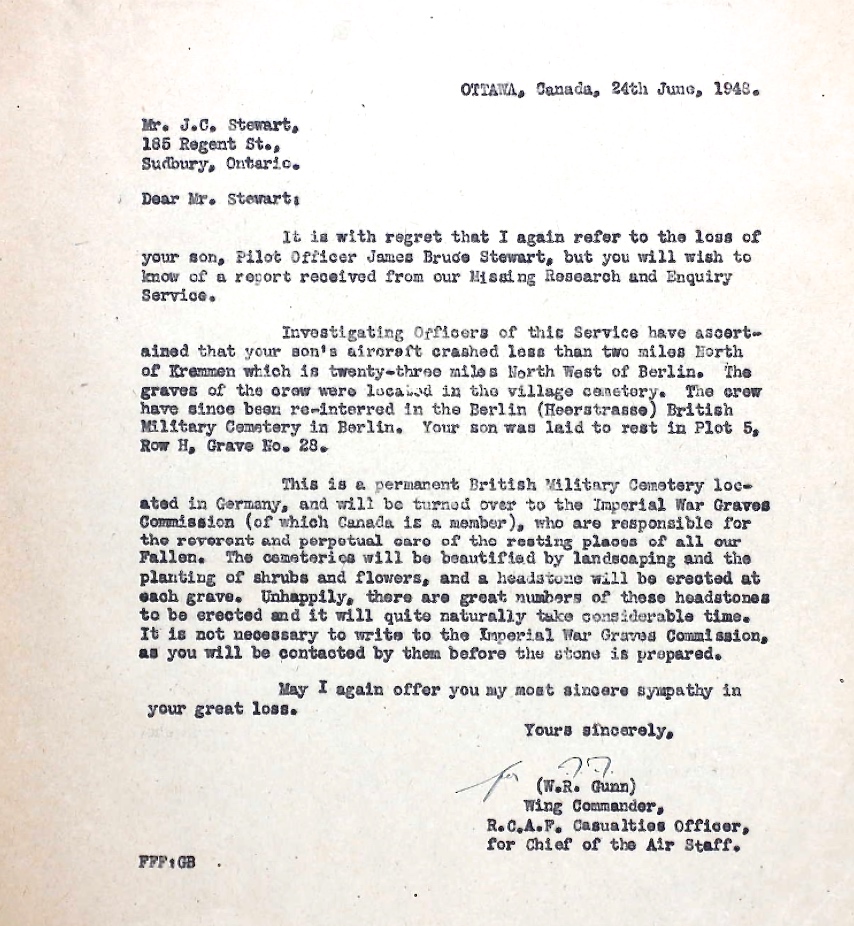 OTTAWA, Canada, 24th June, 1948.
Mr. J.C. Stewart,
185 Regent St.,
Sudbury, Ontario.
Dear Mr. Stewart:
It is with regret that I again refer to the loss of
your son, Pilot Officer James Bruce Stewart, but you will wish to
know of a report received from our Missing Research and Enquiry
Service.
Investigating Officers of this Service have ascert-
ained that your son's aircraft crashed less than two miles North
of Kremmen which is twenty-three miles North West of Berlin. The
graves of the crew were located in the village cemetery. The crew
have since been re-interred in the Berlin (Heerstrasse) British
Military Cemetery in Berlin. Your son was laid to rest in Plot 5,
Row H, Grave No. 28.
This is a permanent British Military Cemetery loc-
ated in Germany, and will be turned over to the Imperial War Graves
Commission (of which Canada is a member), who are responsible for
the reverent and perpetual care of the resting places of all our
Fallen. The cemeteries will be beautified by landscaping and the
planting of shrubs and flowers, and a headstone will be erected at
each grave. Unhappily, there are great numbers of these headstones
to be erected and it will quite naturally take considerable time.
It is not necessary to write to the Imperial War Graves Commission,
as you will be contacted by them before the stone is prepared.
May I again offer you my most sincere sympathy in
your great loss.
Yours sincerely,
for
(W.R. Gunn)
Wing Commander,
R.C.A.F. Casualties Officer,
for Chief of the Air Staff.
FFF:GB